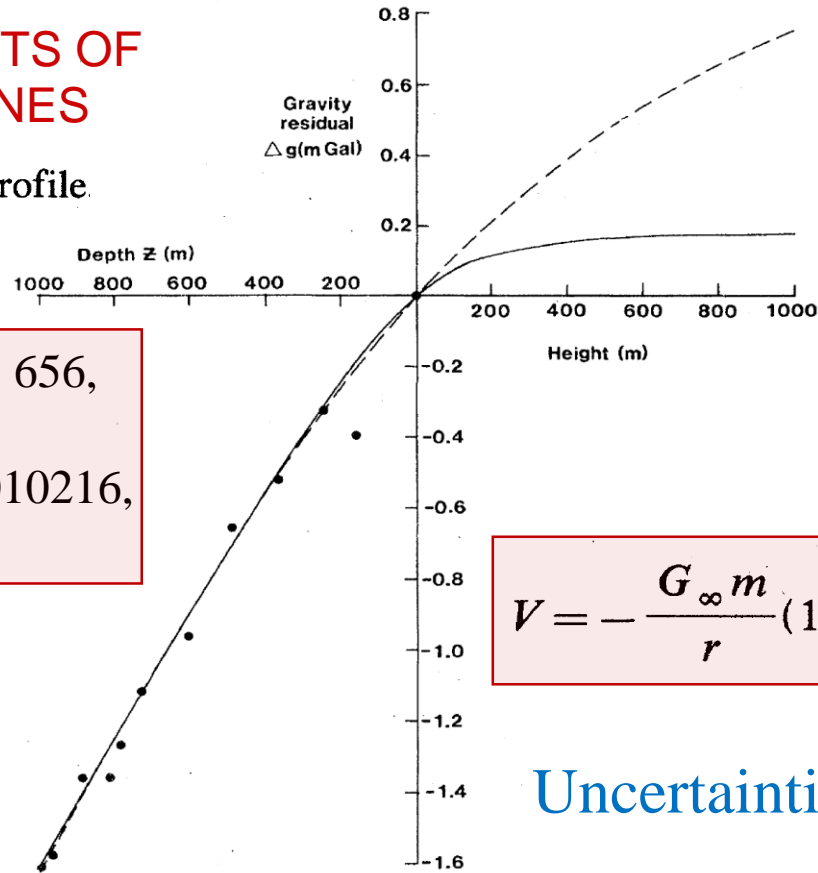 TS OF
NES
rofile
Gravity
residual
△ g(m Gal)
0.8
0.6
0.4
0.2
Depth Z (m)
1000 800 600 400 200
200 400 600 800 1000
Height (m)
656,
10216,
-0.2
-0.4
-0.6
-0.8
-1.0
-1.2
-1.4
-1.6
V = - G∞ m / r (1
Uncertainti